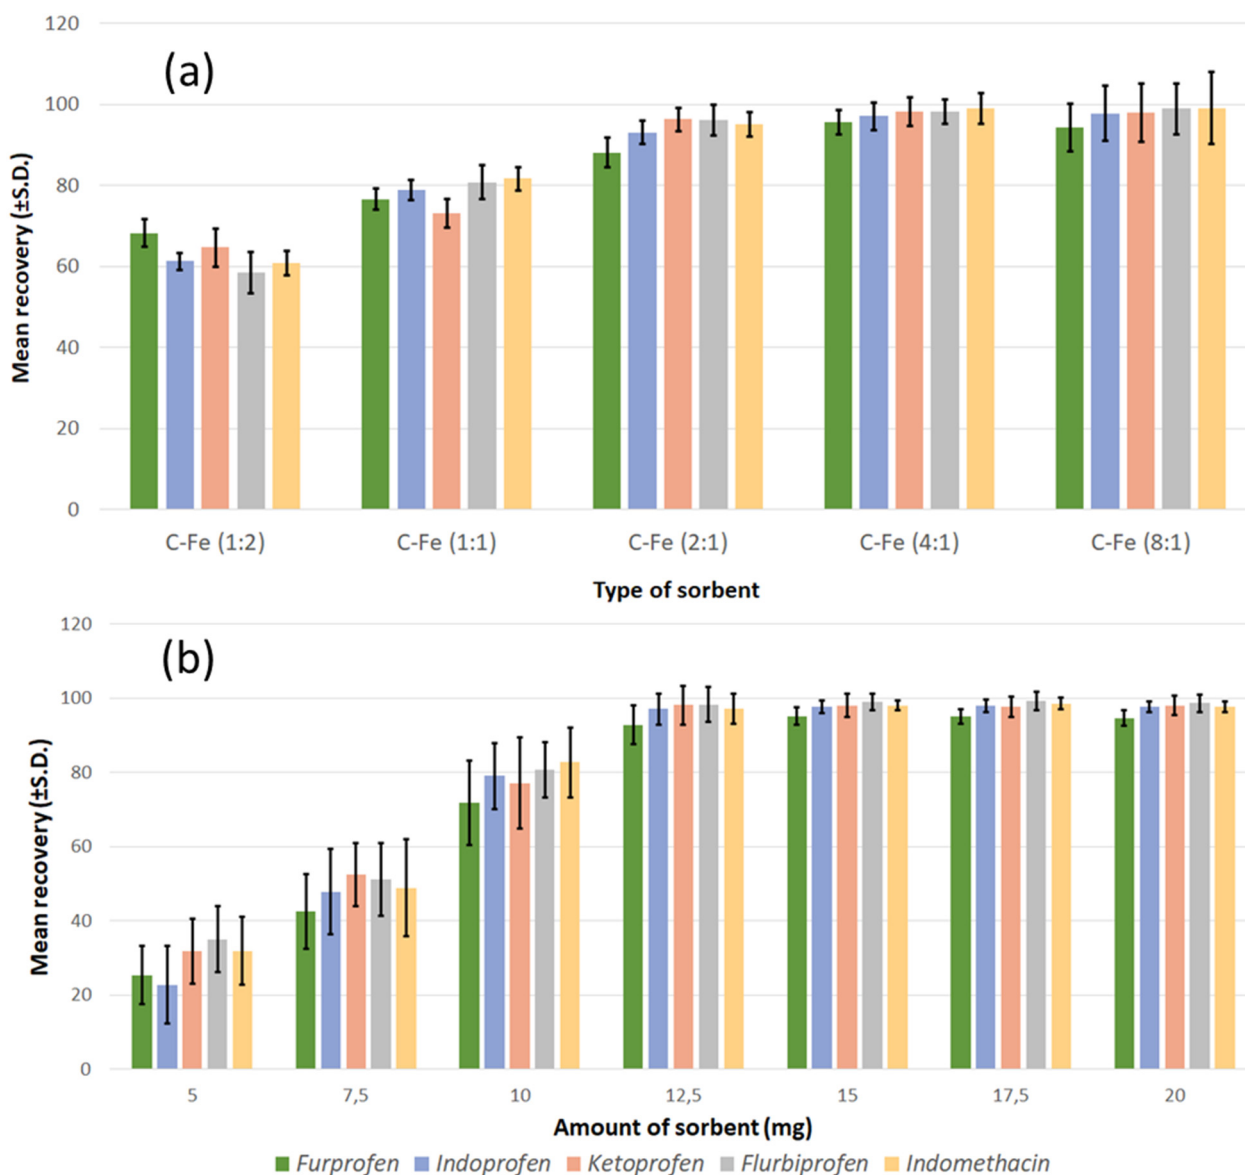 120
(a)
100
80
60
40
20
0
Mean recovery (±S.D.)
C-Fe (1:2) C-Fe (1:1) C-Fe (2:1) C-Fe (4:1) C-Fe (8:1)
Type of sorbent
120
(b)
100
80
60
40
20
0
Mean recovery (±S.D.)
5 7,5 10 12,5 15 17,5 20
Amount of sorbent (mg)
Furprofen Indoprofen Ketoprofen Flurbiprofen Indomethacin